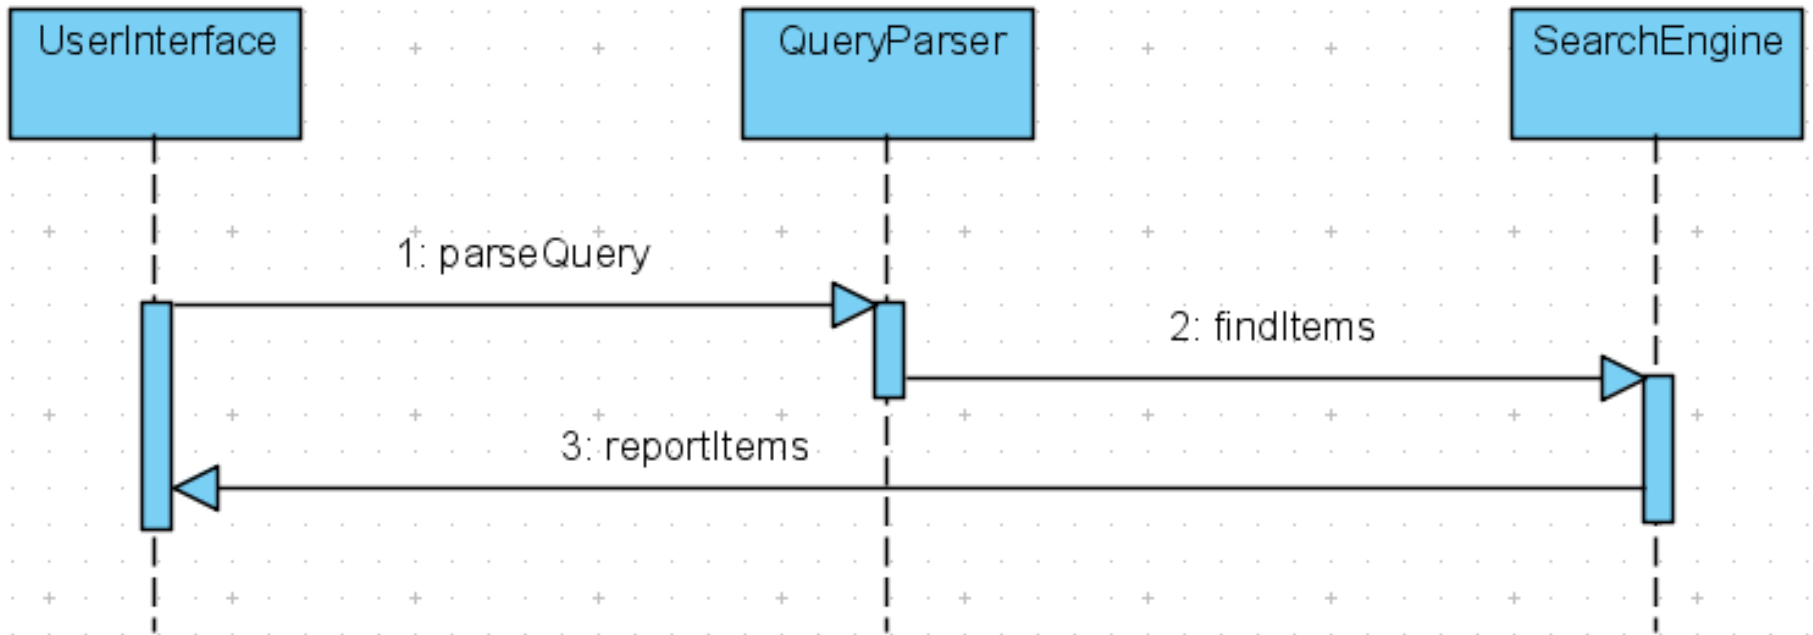 UserInterface
QueryParser
SearchEngine
1: parseQuery
2: findItems
3: reportItems